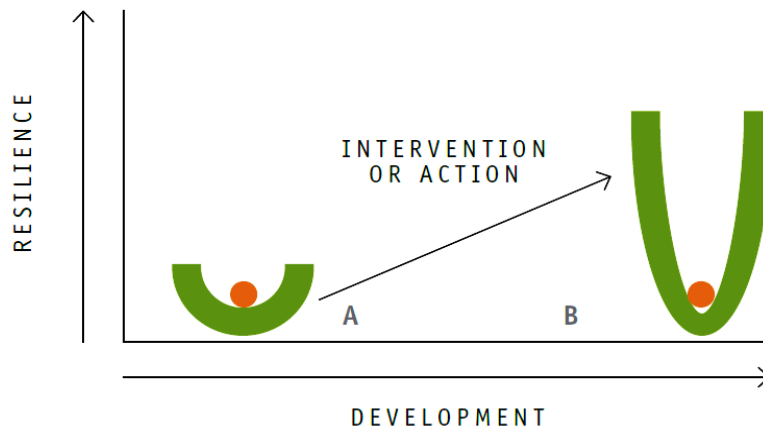 RESILIENCE
INTERVENTION
OR ACTION
A
B
DEVELOPMENT